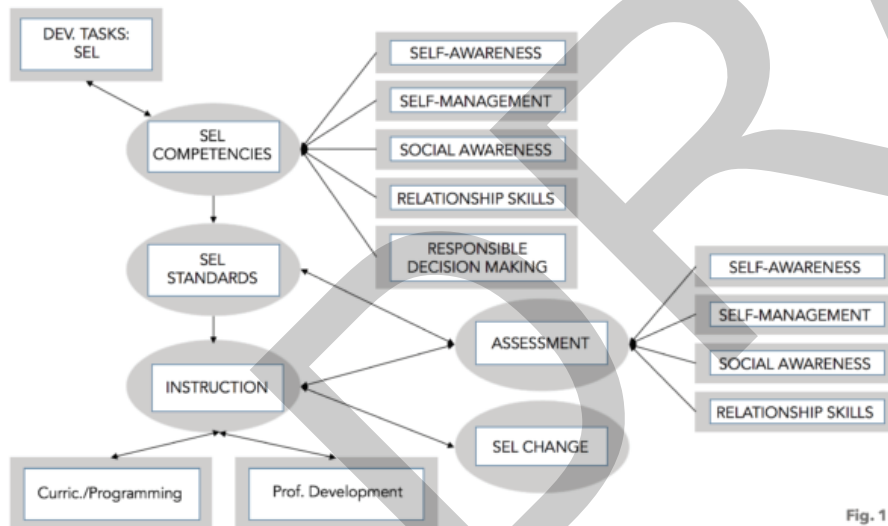 DEV. TASKS:
SEL
SELF-AWARENESS
SELF-MANAGEMENT
SEL
COMPETENCIES
SOCIAL AWARENESS
RELATIONSHIP SKILLS
RESPONSIBLE
DECISION MAKING
SEL
STANDARDS
SELF-AWARENESS
SELF-MANAGEMENT
ASSESSMENT
SOCIAL AWARENESS
INSTRUCTION
RELATIONSHIP SKILLS
SEL CHANGE
Curric./Programming
Prof. Development
Fig. 1